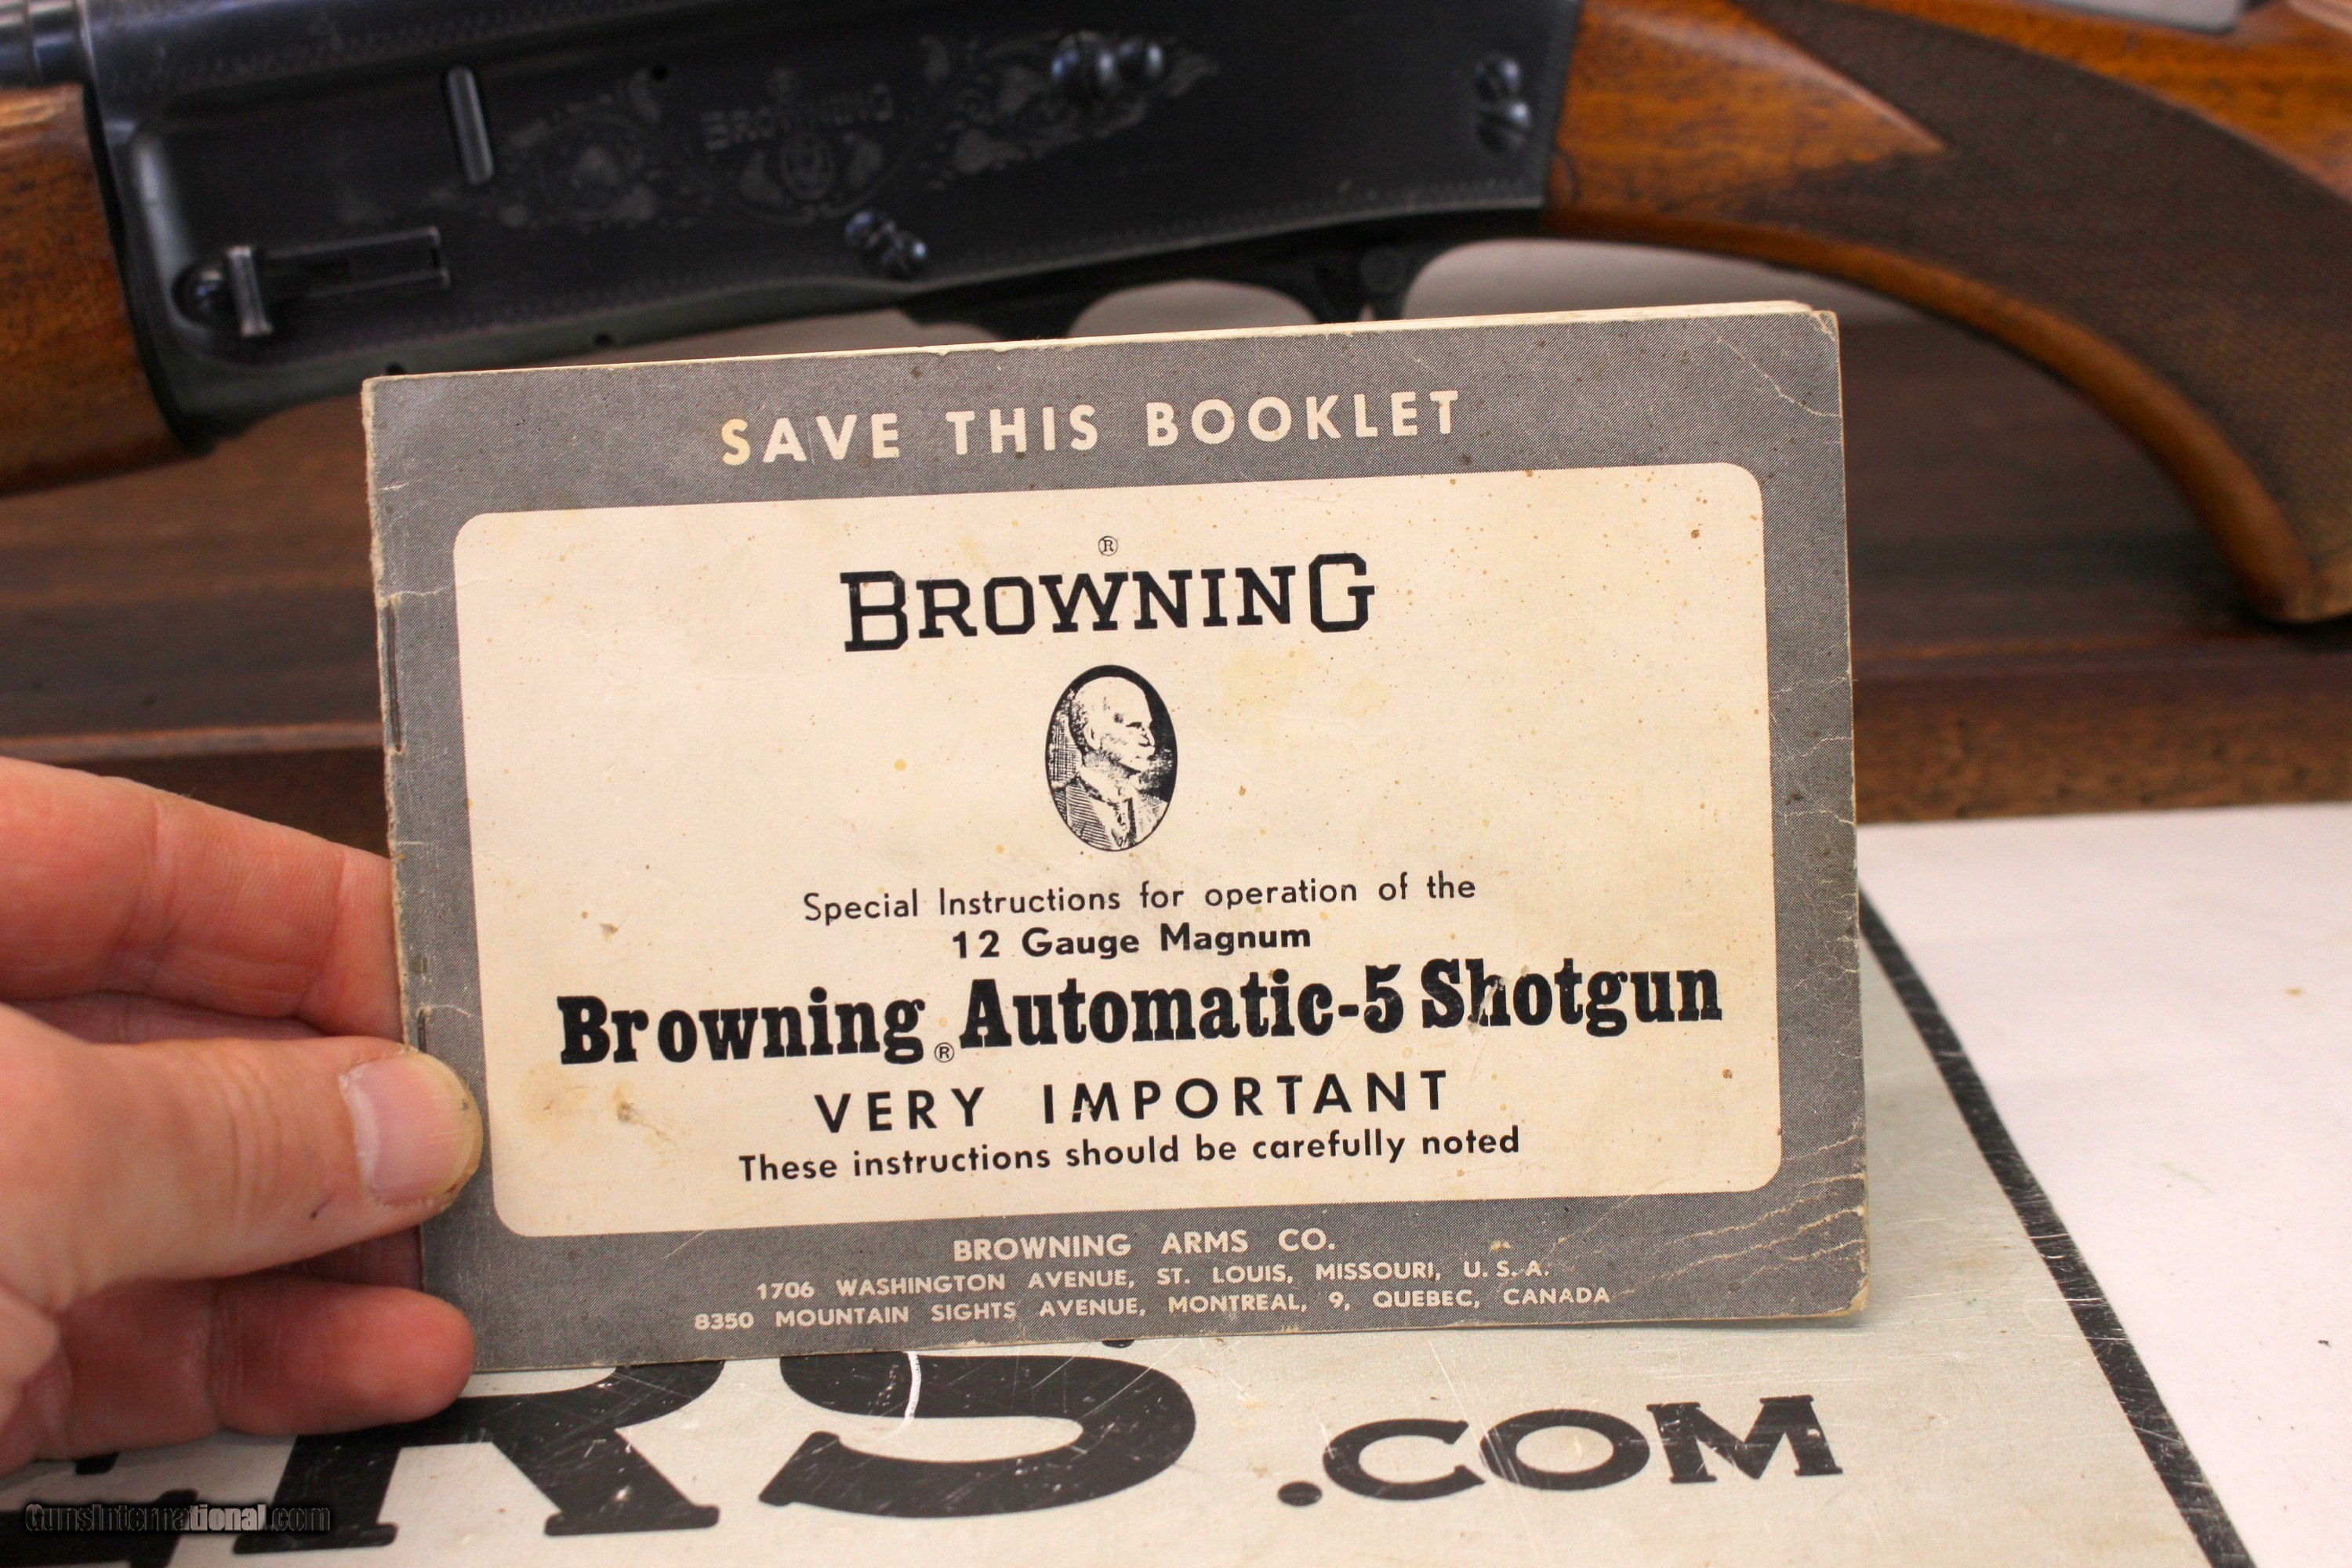 BROWNING
SAVE THIS BOOKLET
®
BROWNING
Special Instructions for operation of the
12 Gauge Magnum
Browning® Automatic-5 Shotgun
VERY IMPORTANT
These instructions should be carefully noted
BROWNING ARMS CO.
1706 WASHINGTON AVENUE, ST. LOUIS, MISSOURI, U. S. A.
8350 MOUNTAIN SIGHTS AVENUE, MONTREAL, 9, QUEBEC, CANADA
RS.COM
GunsInternational.com